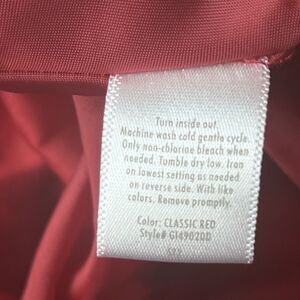 Turn inside out.
Machine wash cold gentle cycle.
Only non-chlorine bleach when
needed. Tumble dry low. Iron
on lowest setting as needed
on reverse side. With like
colors. Remove promptly.
Color: CLASSIC RED
Style# G149020D